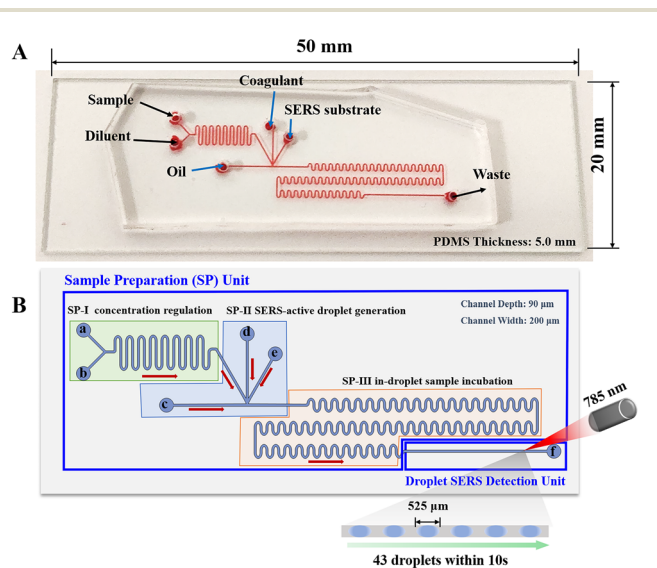 50 mm
A
Coagulant
Sample
SERS substrate
Diluent
20 mm
Oil
Waste
PDMS Thickness: 5.0 mm
Sample Preparation (SP) Unit
B
SP-I concentration regulation
SP-II SERS-active droplet generation
Channel Depth: 90 μm
Channel Width: 200 μm
a
d
e
b
785 nm
SP-III in-droplet sample incubation
c
f
Droplet SERS Detection Unit
525 μm
43 droplets within 10s